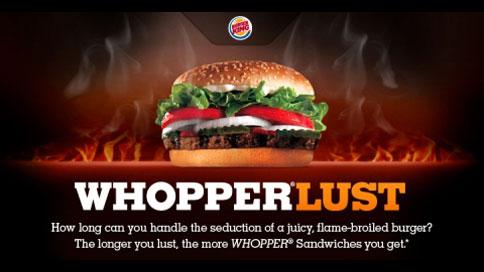 BURGER KING
WHOPPER®LUST
How long can you handle the seduction of a juicy, flame-broiled burger?
The longer you lust, the more WHOPPER® Sandwiches you get.*